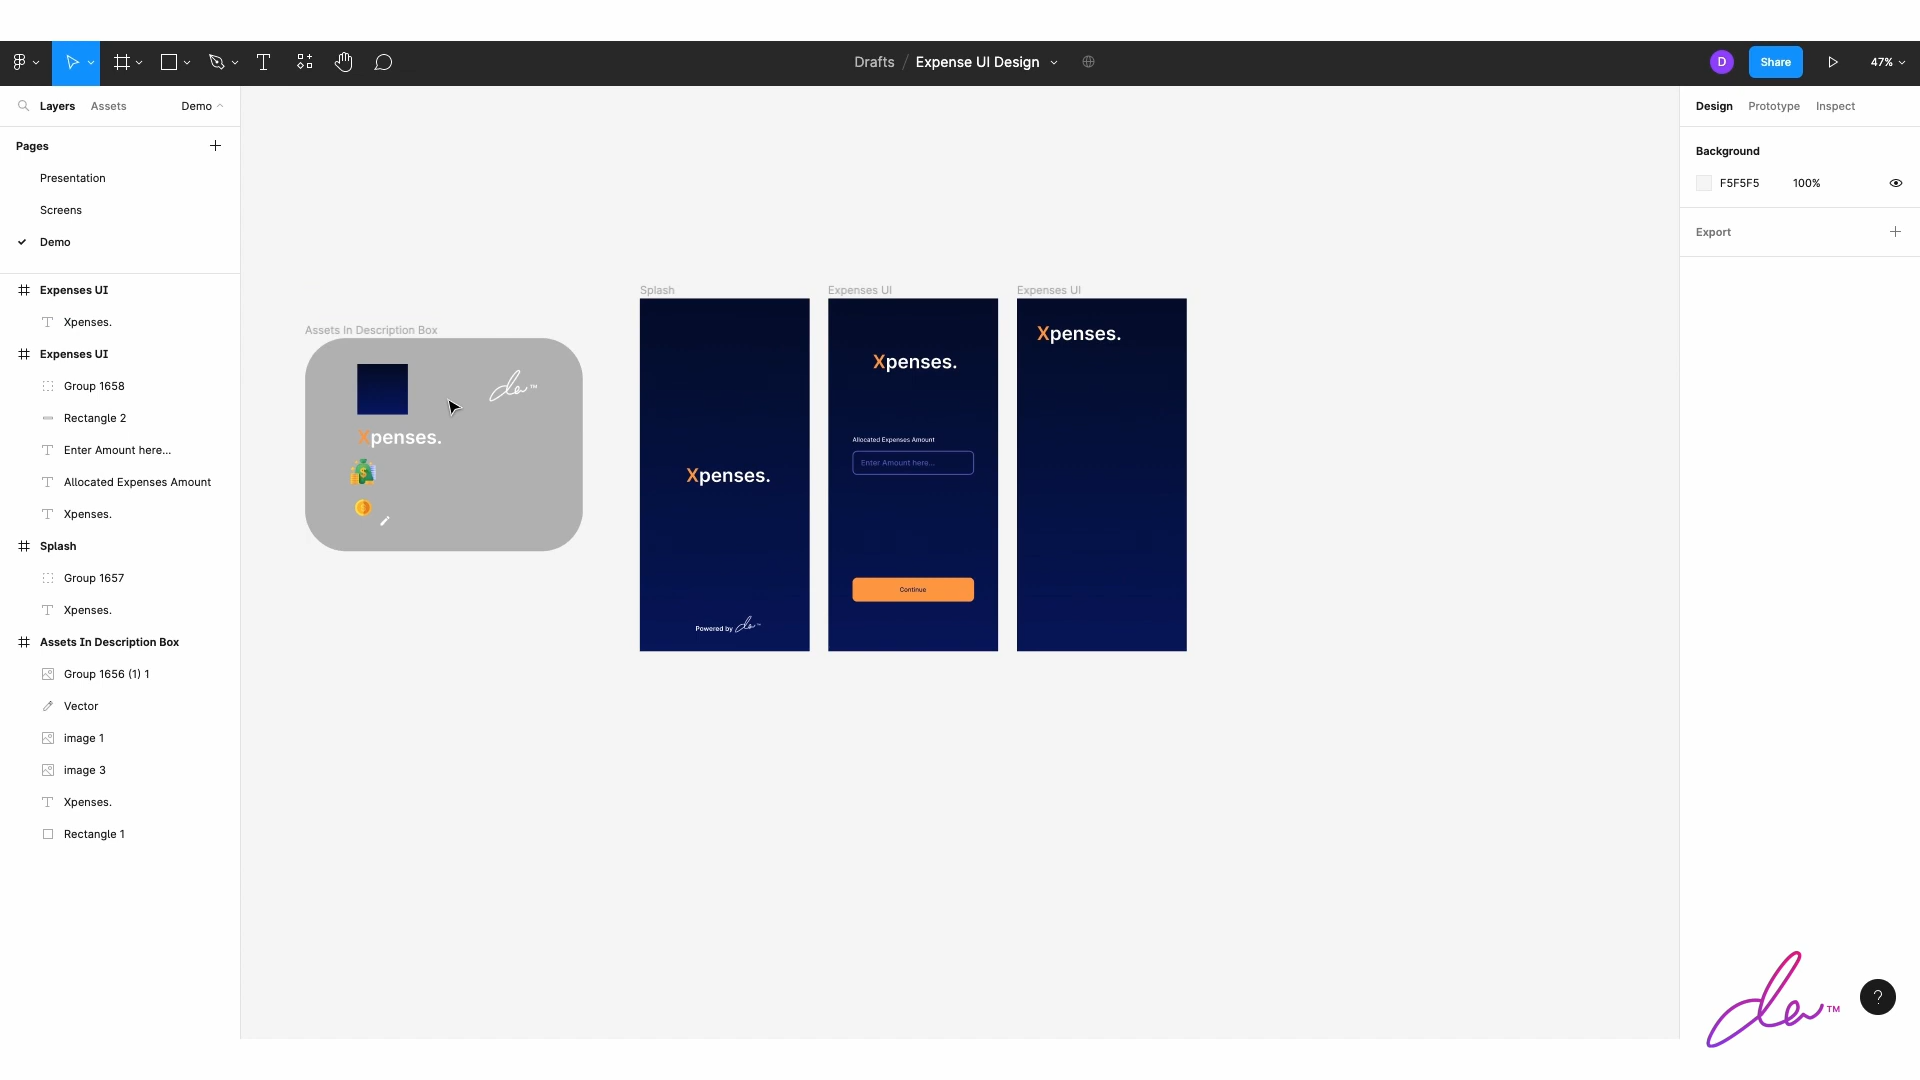 Drafts / Expense UI Design
D
Share
47%
Layers
Assets
Demo
Design
Prototype
Inspect
Pages
Presentation
Screens
Demo
Background
F5F5F5
100%
Export
Expenses UI
Xpenses.
Expenses UI
Group 1658
Rectangle 2
Enter Amount here...
Allocated Expenses Amount
Xpenses.
Splash
Group 1657
Xpenses.
Assets In Description Box
Group 1656 (1) 1
Vector
image 1
image 3
Xpenses.
Rectangle 1
Assets In Description Box
dev™
Xpenses.
Splash
Xpenses.
Powered by dev™
Expenses UI
Xpenses.
Allocated Expenses Amount
Enter Amount here...
Continue
Expenses UI
Xpenses.
dev™
?